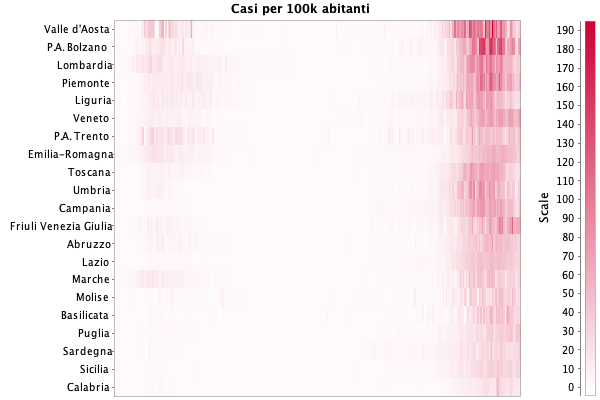 Casi per 100k abitanti
Valle d'Aosta
P.A. Bolzano
Lombardia
Piemonte
Liguria
Veneto
P.A. Trento
Emilia-Romagna
Toscana
Umbria
Campania
Friuli Venezia Giulia
Abruzzo
Lazio
Marche
Molise
Basilicata
Puglia
Sardegna
Sicilia
Calabria
Scale
190
180
170
160
150
140
130
120
110
100
90
80
70
60
50
40
30
20
10
0